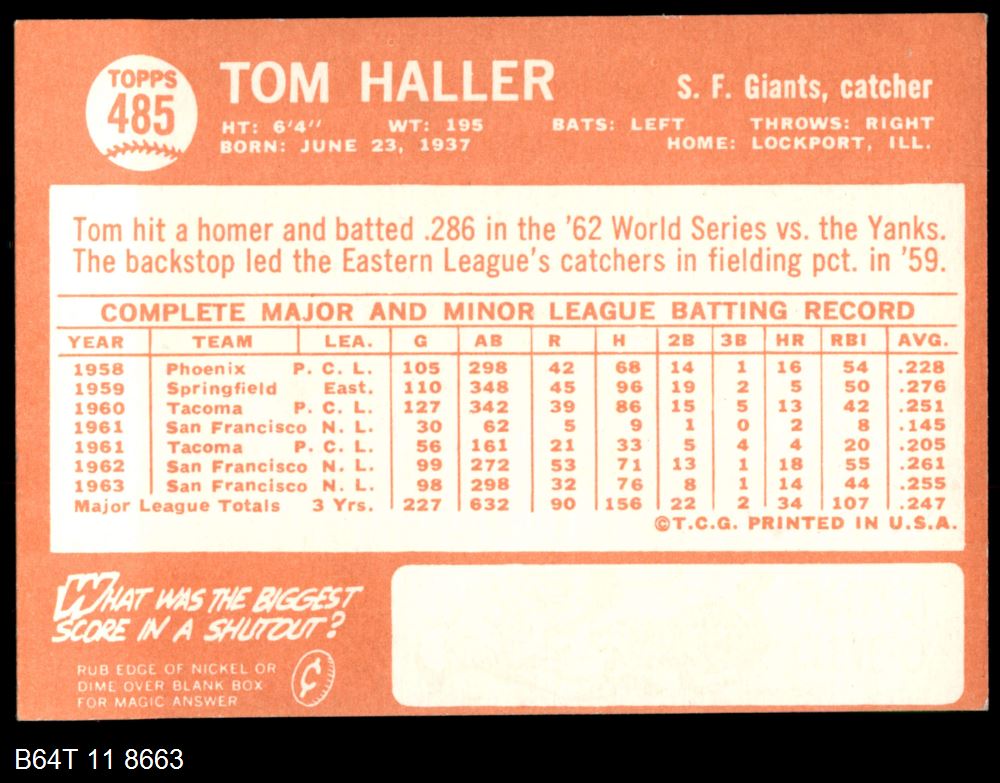 TOPPS
485
TOM HALLER
S. F. Giants, catcher
HT: 6'4" WT: 195 BATS: LEFT THROWS: RIGHT
BORN: JUNE 23, 1937 HOME: LOCKPORT, ILL.
Tom hit a homer and batted .286 in the '62 World Series vs. the Yanks.
The backstop led the Eastern League's catchers in fielding pct. in '59.
COMPLETE MAJOR AND MINOR LEAGUE BATTING RECORD
YEAR TEAM LEA. G AB R H 2B 3B HR RBI AVG.
1958 Phoenix P. C. L. 105 298 42 68 14 1 16 54 .228
1959 Springfield East. 110 348 45 96 19 2 5 50 .276
1960 Tacoma P. C. L. 127 342 39 86 15 5 13 42 .251
1961 San Francisco N. L. 30 62 5 9 1 0 2 8 .145
1961 Tacoma P. C. L. 56 161 21 33 5 4 4 20 .205
1962 San Francisco N. L. 99 272 53 71 13 1 18 55 .261
1963 San Francisco N. L. 98 298 32 76 8 1 14 44 .255
Major League Totals 3 Yrs. 227 632 90 156 22 2 34 107 .247
©T.C.G. PRINTED IN U.S.A.
WHAT WAS THE BIGGEST
SCORE IN A SHUTOUT?
RUB EDGE OF NICKEL OR
DIME OVER BLANK BOX
FOR MAGIC ANSWER
¢
B64T 11 8663